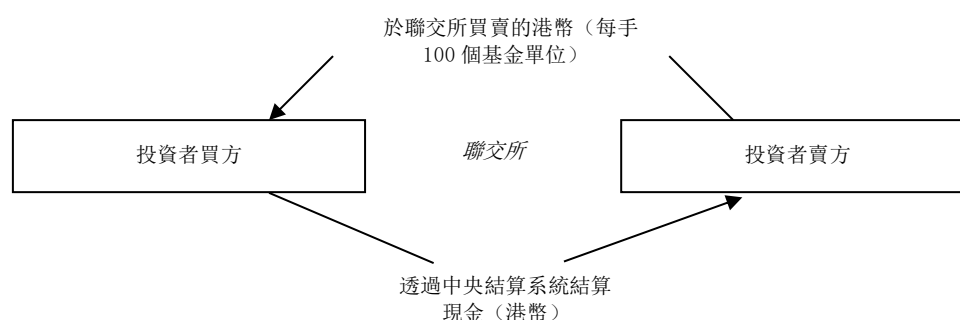 於聯交所買賣的港幣（每手
100 個基金單位）
投資者買方
聯交所
投資者賣方
透過中央結算系統結算
現金（港幣）